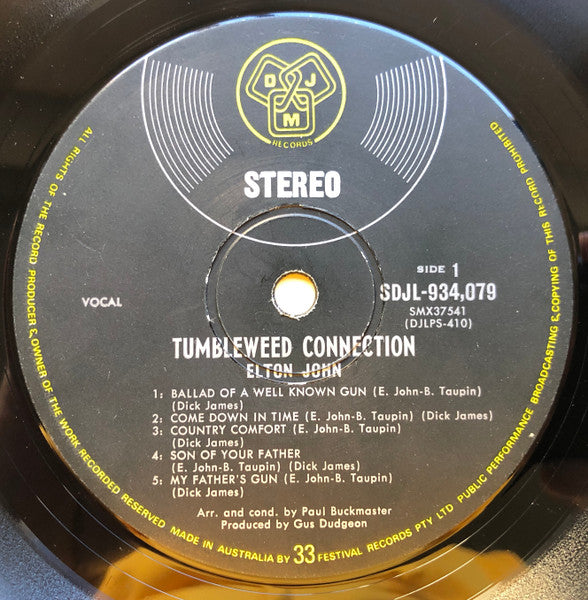 D J M
RECORDS
STEREO
SIDE 1
SDJL-934,079
SMX37541
(DJLPS-410)
VOCAL
TUMBLEWEED CONNECTION
ELTON JOHN
1: BALLAD OF A WELL KNOWN GUN (E. John-B. Taupin)
(Dick James)
2: COME DOWN IN TIME (E. John-B. Taupin) (Dick James)
3: COUNTRY COMFORT (E. John-B. Taupin)
(Dick James)
4: SON OF YOUR FATHER
(E. John-B. Taupin) (Dick James)
5: MY FATHER'S GUN (E. John-B. Taupin)
(Dick James)
Arr. and cond. by Paul Buckmaster
Produced by Gus Dudgeon
ALL RIGHTS OF THE RECORD PRODUCER & OWNER OF THE WORK RECORDED RESERVED MADE IN AUSTRALIA BY 33 FESTIVAL RECORDS PTY LTD PUBLIC PERFORMANCE BROADCASTING & COPYING OF THIS RECORD PROHIBITED